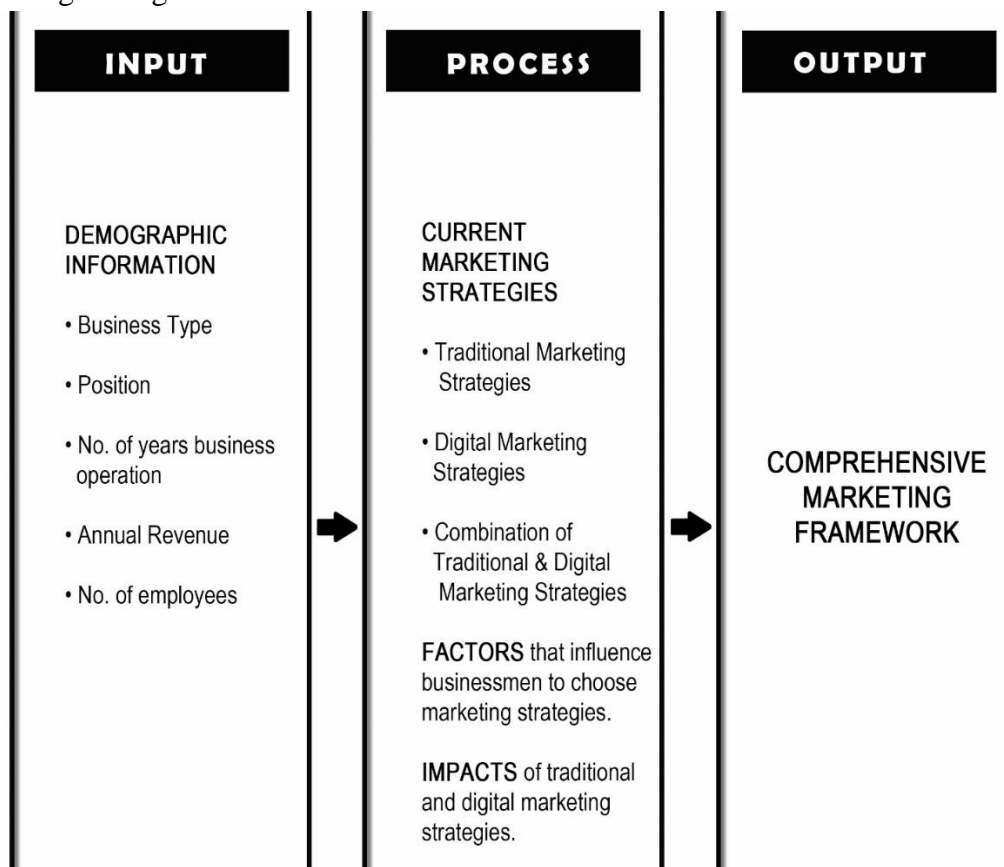 INPUT
DEMOGRAPHIC
INFORMATION
• Business Type
• Position
• No. of years business
operation
• Annual Revenue
• No. of employees
PROCESS
CURRENT
MARKETING
STRATEGIES
• Traditional Marketing
Strategies
• Digital Marketing
Strategies
• Combination of
Traditional & Digital
Marketing Strategies
FACTORS that influence
businessmen to choose
marketing strategies.
IMPACTS of traditional
and digital marketing
strategies.
OUTPUT
COMPREHENSIVE
MARKETING
FRAMEWORK